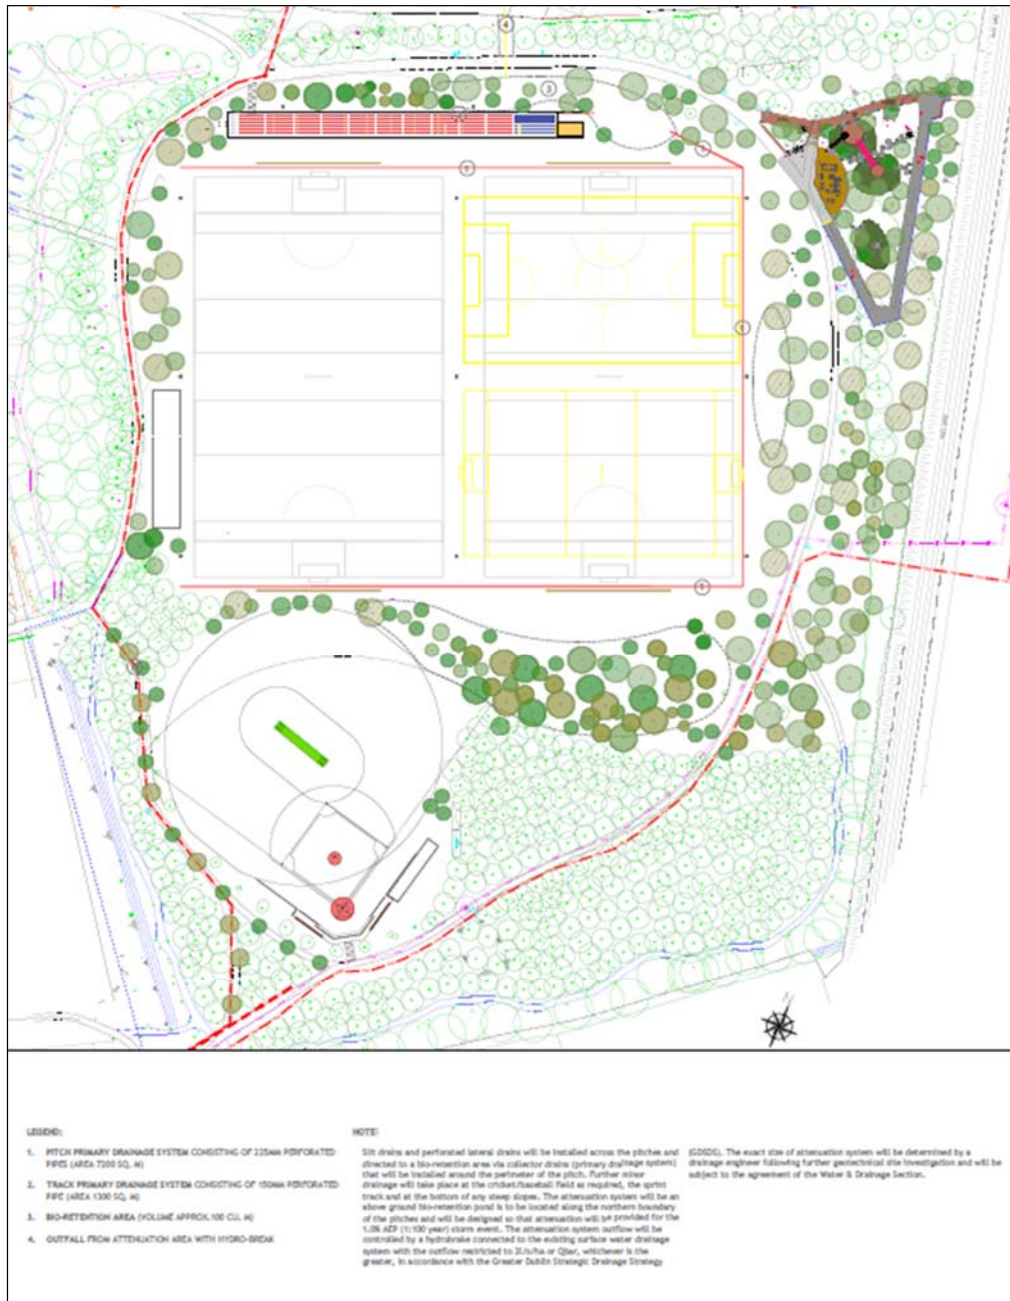 4
3
1
1
1
1
LEGEND:
1. PITCH PRIMARY DRAINAGE SYSTEM CONSISTING OF 225MM PERFORATED
PIPES (AREA 7200 SQ. M)
2. TRACK PRIMARY DRAINAGE SYSTEM CONSISTING OF 150MM PERFORATED
PIPE (AREA 1300 SQ. M)
3. BIO-RETENTION AREA (VOLUME APPROX. 100 CU. M)
4. OUTFALL FROM ATTENUATION AREA WITH HYDRO-BREAK
NOTE:
Slit drains and perforated lateral drains will be installed across the pitches and
directed to a bio-retention area via collector drains (primary drainage system)
that will be installed around the perimeter of the pitch. Further minor
drainage will take place at the cricket/baseball field as required, the sprint
track and at the bottom of any steep slopes. The attenuation system will be an
above ground bio-retention pond is to be located along the northern boundary
of the pitches and will be designed so that attenuation will be provided for the
1.0% AEP (1:100 year) storm event. The attenuation system outflow will be
controlled by a hydrobrake connected to the existing surface water drainage
system with the outflow restricted to 2l/s/ha or Qbar, whichever is the
greater, in accordance with the Greater Dublin Strategic Drainage Strategy
(GDSDS). The exact size of attenuation system will be determined by a
drainage engineer following further geotechnical site investigation and will be
subject to the agreement of the Water & Drainage Section.